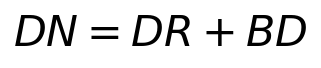 DN = DR + BD